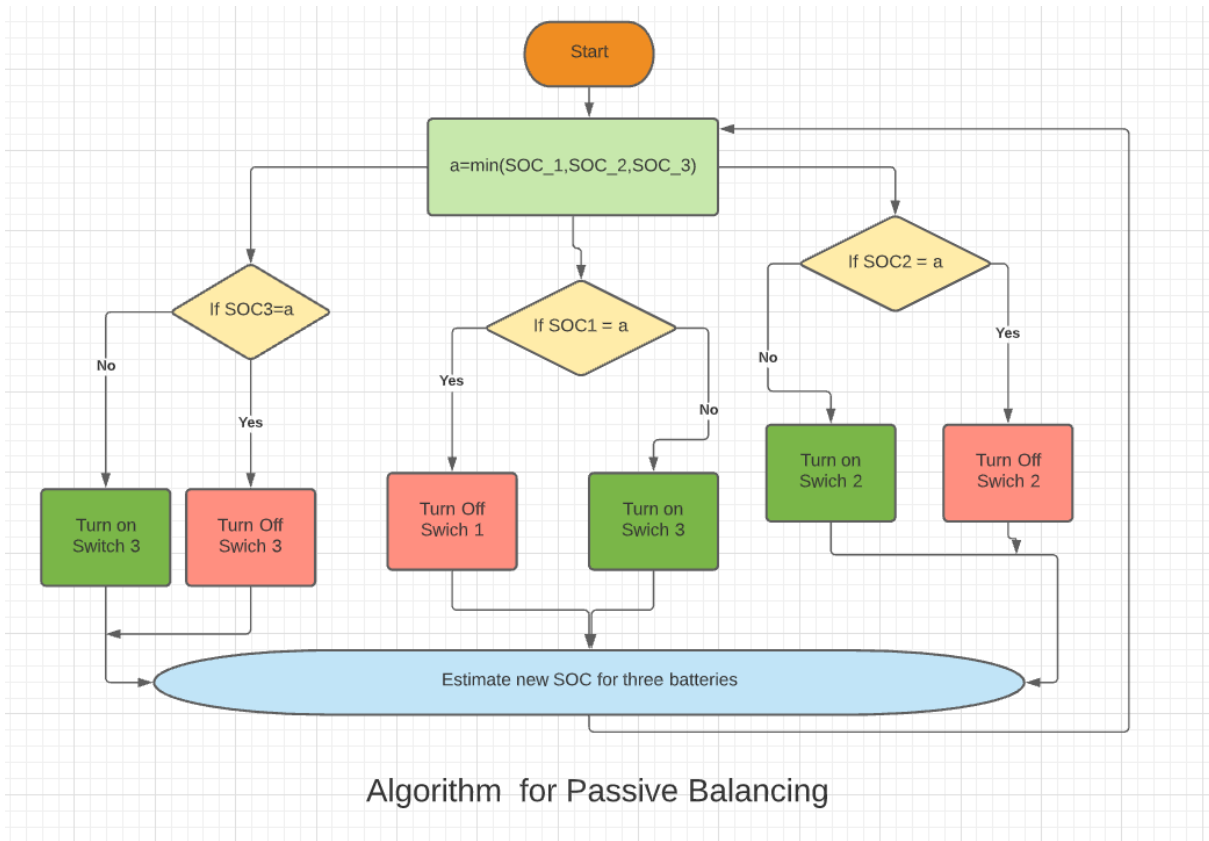 Start
a=min(SOC_1,SOC_2,SOC_3)
If SOC2 = a
If SOC3=a
If SOC1 = a
No
Yes
No
Yes
Yes
No
Turn on
Swich 2
Turn Off
Swich 2
Turn on
Switch 3
Turn Off
Swich 3
Turn Off
Swich 1
Turn on
Swich 3
Estimate new SOC for three batteries
Algorithm for Passive Balancing